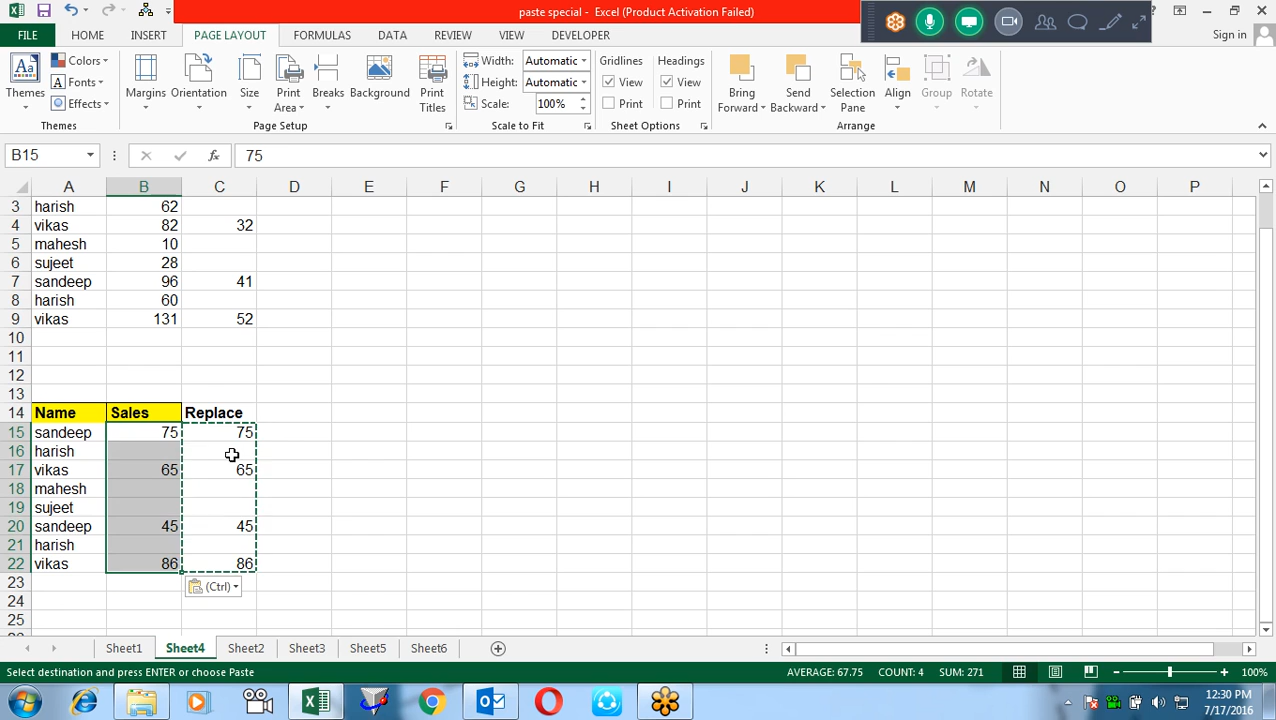 paste special - Excel (Product Activation Failed)
Sign in
FILE HOME INSERT PAGE LAYOUT FORMULAS DATA REVIEW VIEW DEVELOPER
Themes
Colors
Fonts
Effects
Margins
Orientation
Size
Print Area
Breaks
Background
Print Titles
Width: Automatic
Height: Automatic
Scale: 100%
Gridlines
View
Print
Headings
View
Print
Bring Forward
Send Backward
Selection Pane
Align
Group
Rotate
Themes Page Setup Scale to Fit Sheet Options Arrange
B15 fx 75
A B C D E F G H I J K L M N O P
3 harish 62
4 vikas 82 32
5 mahesh 10
6 sujeet 28
7 sandeep 96 41
8 harish 60
9 vikas 131 52
10
11
12
13
14 Name Sales Replace
15 sandeep 75 75
16 harish
17 vikas 65 65
18 mahesh
19 sujeet
20 sandeep 45 45
21 harish
22 vikas 86 86
23
(Ctrl)
24
25
Sheet1 Sheet4 Sheet2 Sheet3 Sheet5 Sheet6
Select destination and press ENTER or choose Paste AVERAGE: 67.75 COUNT: 4 SUM: 271 100%
12:30 PM
7/17/2016